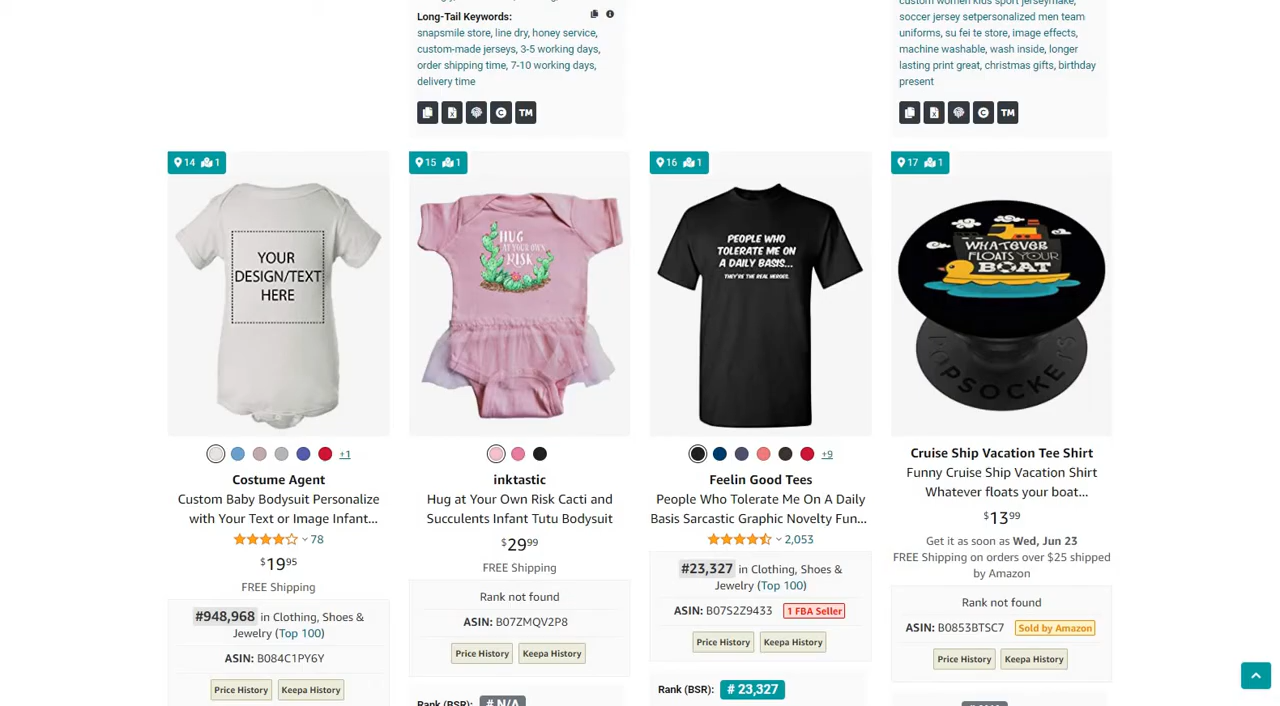 Long-Tail Keywords:
snapsmile store, line dry, honey service,
custom-made jerseys, 3-5 working days,
order shipping time, 7-10 working days,
delivery time
TM
custom women kids sport jerseymake,
soccer jersey setpersonalized men team
uniforms, su fei te store, image effects,
machine washable, wash inside, longer
lasting print great, christmas gifts, birthday
present
TM
14 1
YOUR
DESIGN/TEXT
HERE
+1
Costume Agent
Custom Baby Bodysuit Personalize
with Your Text or Image Infant...
78
$19.95
FREE Shipping
#948,968 in Clothing, Shoes &
Jewelry (Top 100)
ASIN: B084C1PY6Y
Price History Keepa History
15 1
HUG
AT YOUR OWN
RISK
inktastic
Hug at Your Own Risk Cacti and
Succulents Infant Tutu Bodysuit
$29.99
FREE Shipping
Rank not found
ASIN: B07ZMQV2P8
Price History Keepa History
Rank (BSR): # N/A
16 1
PEOPLE WHO
TOLERATE ME ON
A DAILY BASIS...
THEY'RE THE REAL HEROES.
+9
Feelin Good Tees
People Who Tolerate Me On A Daily
Basis Sarcastic Graphic Novelty Fun...
2,053
#23,327 in Clothing, Shoes &
Jewelry (Top 100)
ASIN: B07S2Z9433 1 FBA Seller
Price History Keepa History
Rank (BSR): # 23,327
17 1
WHATEVER
FLOATS YOUR
BOAT
POPSOCKETS
Cruise Ship Vacation Tee Shirt
Funny Cruise Ship Vacation Shirt
Whatever floats your boat...
$13.99
Get it as soon as Wed, Jun 23
FREE Shipping on orders over $25 shipped
by Amazon
Rank not found
ASIN: B0853BTSC7 Sold by Amazon
Price History Keepa History